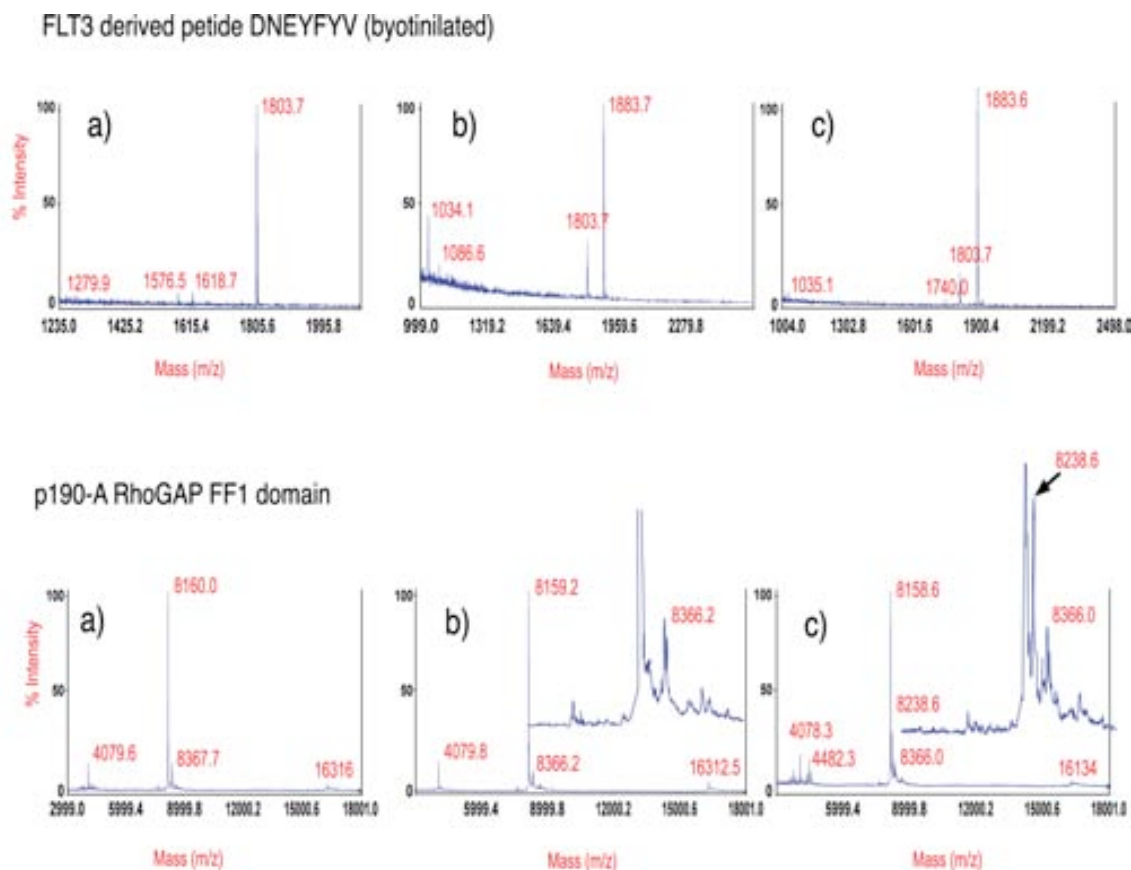 FLT3 derived petide DNEYFYV (byotinilated)
a)
% Intensity
100
50
0
1803.7
1279.9
1576.5
1618.7
1235.0 1425.2 1615.4 1805.6 1995.8
Mass (m/z)
b)
100
50
0
1883.7
1034.1
1803.7
1086.6
999.0 1319.2 1639.4 1959.6 2279.8
Mass (m/z)
c)
100
50
0
1883.6
1803.7
1035.1
1740.0
1004.0 1302.8 1601.6 1900.4 2199.2 2498.0
Mass (m/z)
p190-A RhoGAP FF1 domain
a)
% Intensity
100
50
0
8160.0
4079.6
8367.7
16316
2999.0 5999.4 8999.8 12000.2 15000.6 18001.0
Mass (m/z)
b)
100
50
0
8159.2
8366.2
4079.8
8366.2
16312.5
5999.4 8999.8 12000.2 15000.6 18001.0
Mass (m/z)
c)
100
50
0
8238.6
8158.6
8366.0
8238.6
4078.3
4482.3
8366.0
16134
5999.4 8999.8 12000.2 15000.6 18001.0
Mass (m/z)